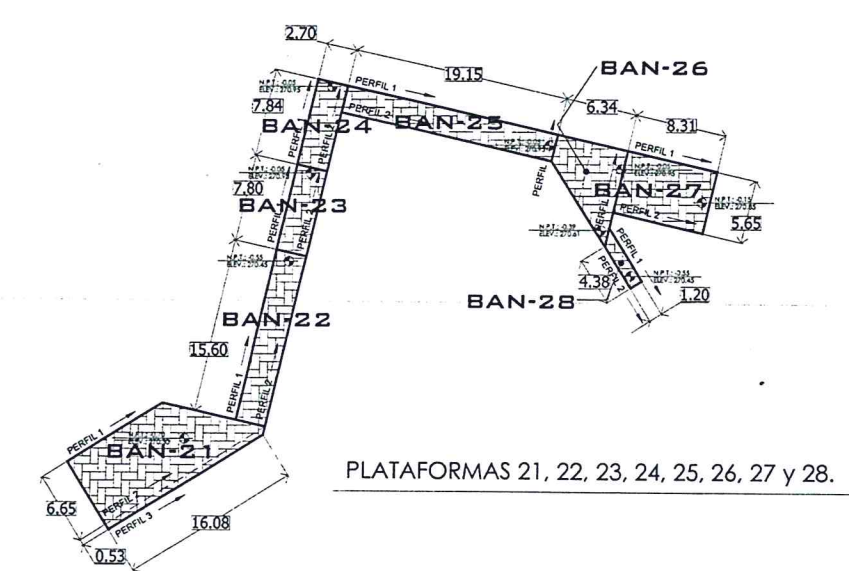 2.70
19.15
BAN-26
6.34
8.31
PERFIL 1
7.84
BAN-24
PERFIL 2
BAN-25
PERFIL 1
7.80
BAN-23
PERFIL 1
PERFIL 2
PERFIL
BAN-27
PERFIL 2
5.65
PERFIL 1
PERFIL 2
4.38
1.20
BAN-28
BAN-22
15.60
PERFIL 1
PERFIL 2
PERFIL 1
BAN-21
PERFIL 2
PERFIL 3
6.65
16.08
0.53
PLATAFORMAS 21, 22, 23, 24, 25, 26, 27 y 28.